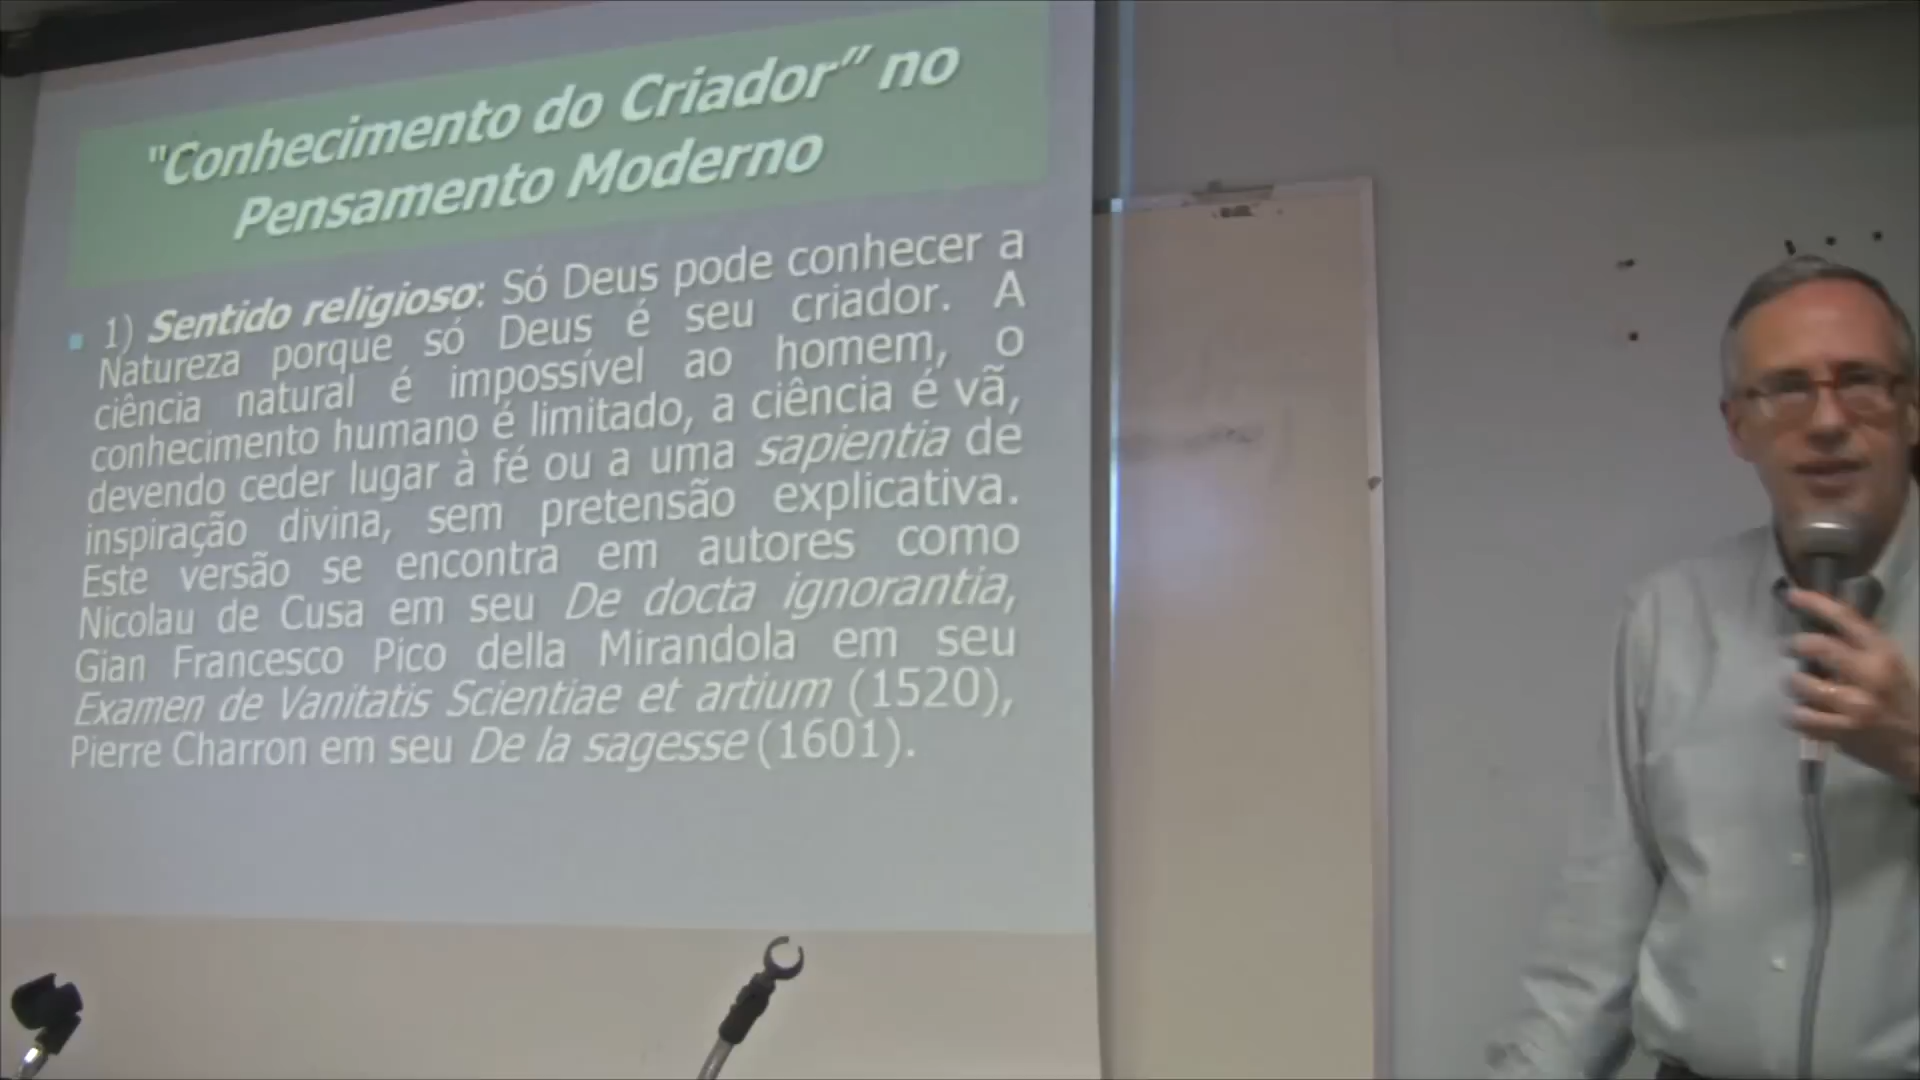 "Conhecimento do Criador” no
Pensamento Moderno
1) Sentido religioso: Só Deus pode conhecer a
Natureza porque só Deus é seu criador. A
ciência natural é impossível ao homem, o
conhecimento humano é limitado, a ciência é vã,
devendo ceder lugar à fé ou a uma sapientia de
inspiração divina, sem pretensão explicativa.
Este versão se encontra em autores como
Nicolau de Cusa em seu De docta ignorantia,
Gian Francesco Pico della Mirandola em seu
Examen de Vanitatis Scientiae et artium (1520),
Pierre Charron em seu De la sagesse (1601).